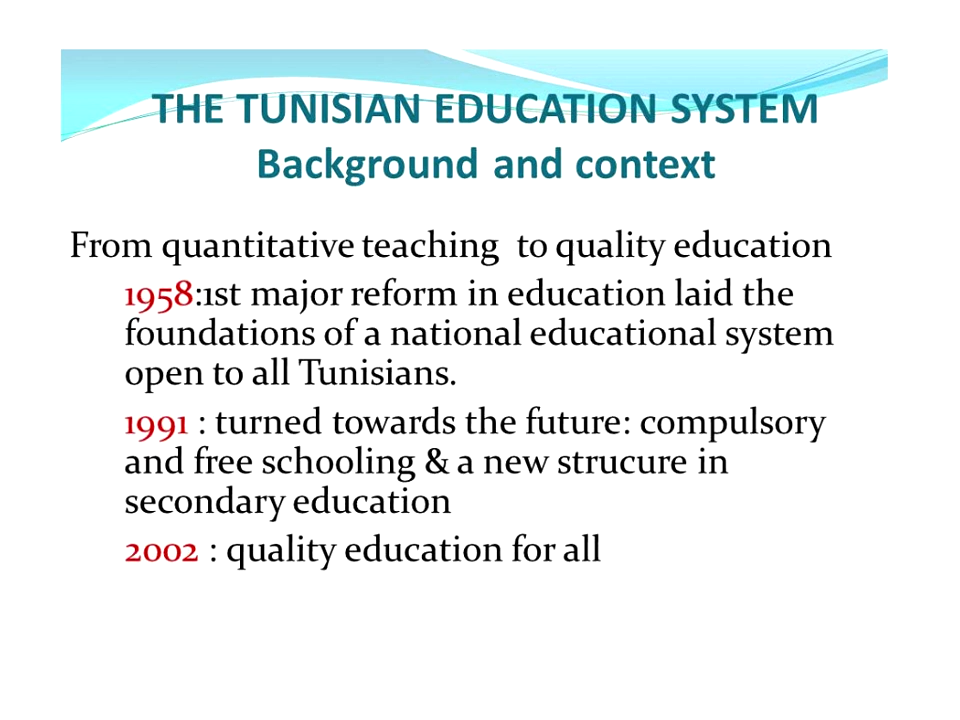 THE TUNISIAN EDUCATION SYSTEM
Background and context
From quantitative teaching  to quality education
1958:1st major reform in education laid the
foundations of a national educational system
open to all Tunisians.
1991 : turned towards the future: compulsory
and free schooling & a new strucure in
secondary education
2002 : quality education for all